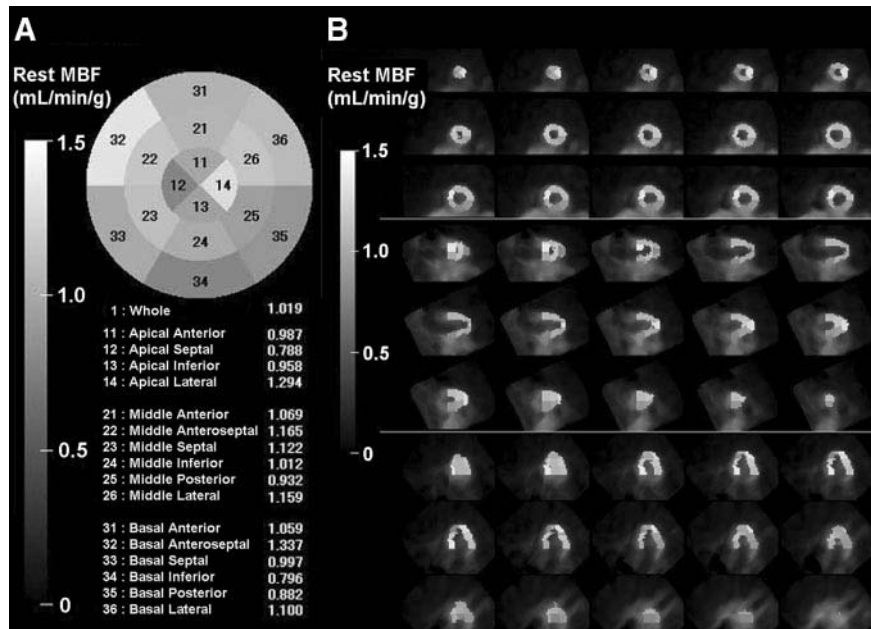 A
Rest MBF
(mL/min/g)
1.5
1.0
0.5
0
31
32
21
36
22
11
26
12
14
13
23
25
24
33
35
34
1 : Whole 1.019
11 : Apical Anterior 0.987
12 : Apical Septal 0.788
13 : Apical Inferior 0.958
14 : Apical Lateral 1.294
21 : Middle Anterior 1.069
22 : Middle Anteroseptal 1.165
23 : Middle Septal 1.122
24 : Middle Inferior 1.012
25 : Middle Posterior 0.932
26 : Middle Lateral 1.159
31 : Basal Anterior 1.059
32 : Basal Anteroseptal 1.337
33 : Basal Septal 0.997
34 : Basal Inferior 0.796
35 : Basal Posterior 0.882
36 : Basal Lateral 1.100
B
Rest MBF
(mL/min/g)
1.5
1.0
0.5
0